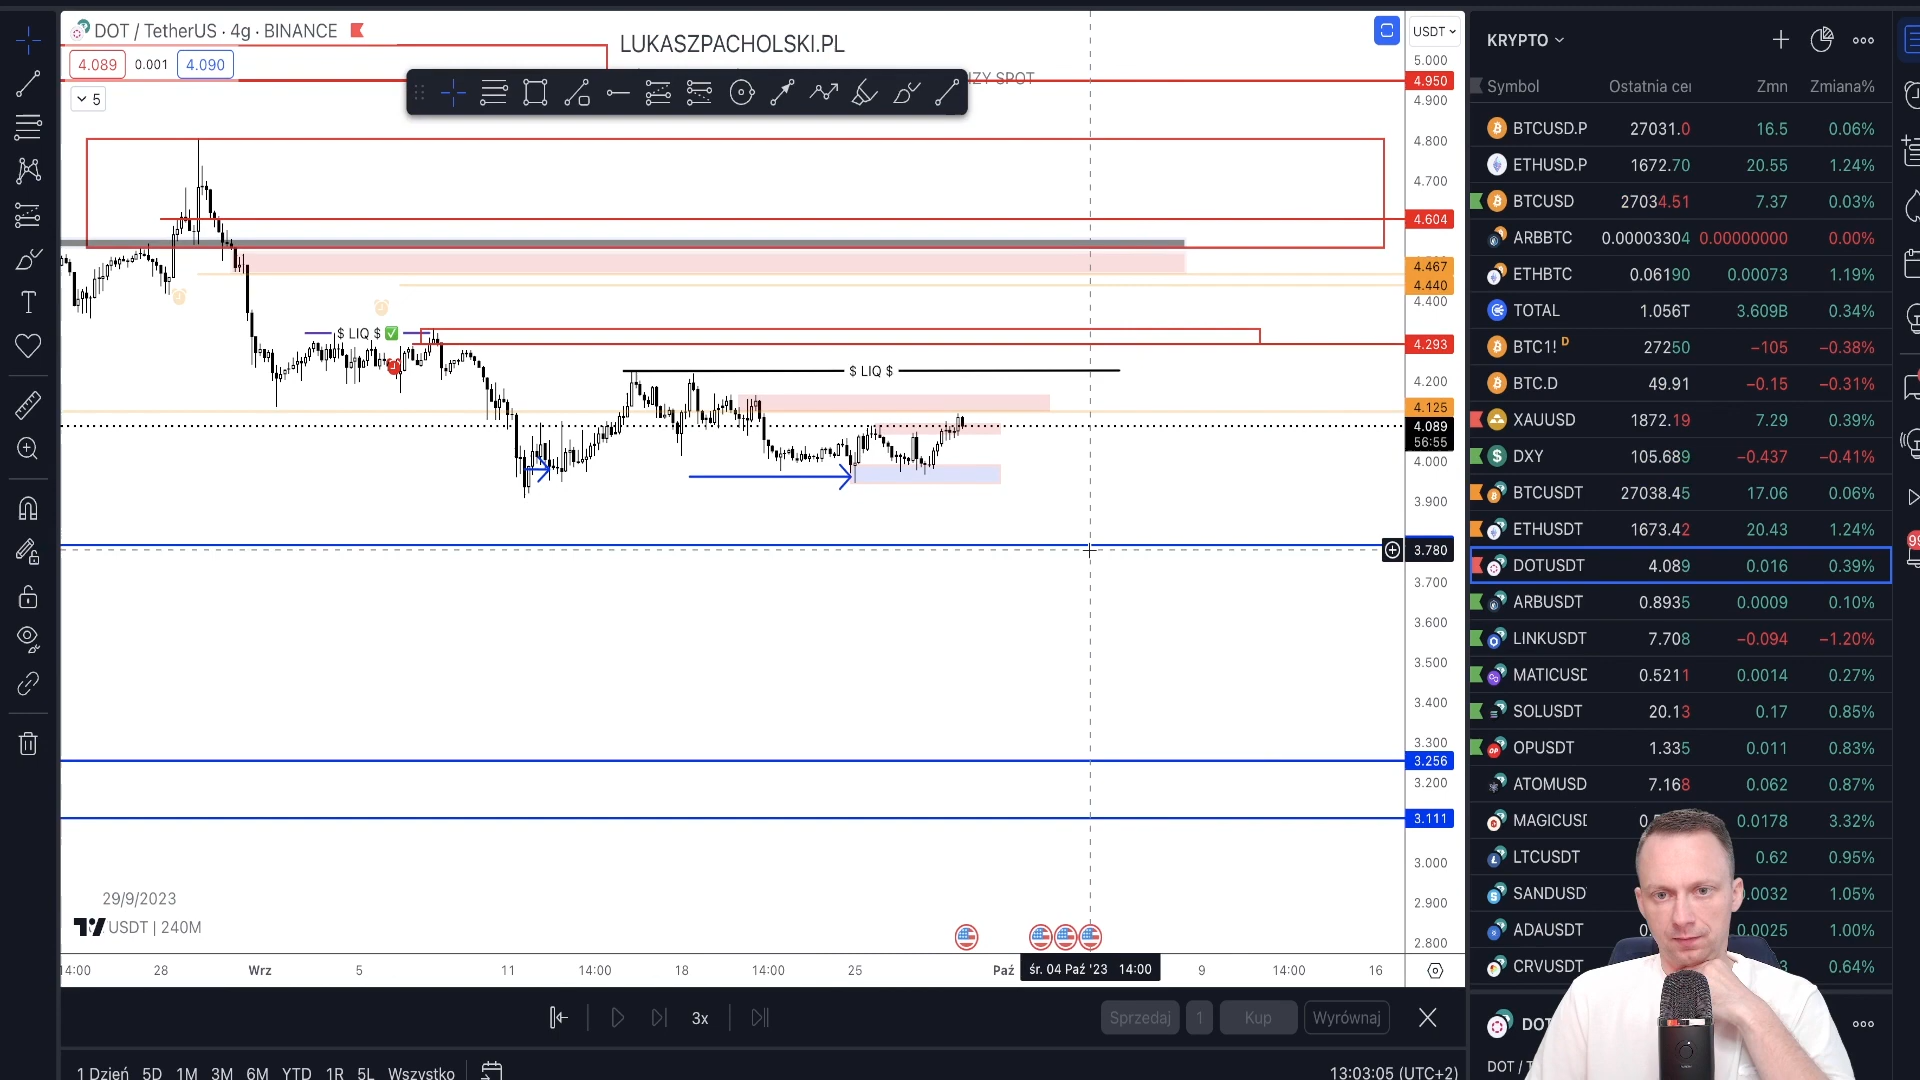 DOT / TetherUS · 4g · BINANCE
4.089 0.001 4.090
5
LUKASZPACHOLSKI.PL
IZY SPOT
$ LIQ $ ✅
$ LIQ $
29/9/2023
USDT | 240M
USDT
5.000
4.950
4.900
4.800
4.700
4.604
4.467
4.440
4.400
4.293
4.200
4.125
4.089
56:55
4.000
3.900
3.780
3.700
3.600
3.500
3.400
3.300
3.256
3.200
3.111
3.000
2.900
2.800
14:00 28 Wrz 5 11 14:00 18 14:00 25 Paź śr. 04 Paź '23 14:00 9 14:00 16
3x
Sprzedaj 1 Kup Wyrównaj
1 Dzień 5D 1M 3M 6M YTD 1R 5L Wszystko
13:03:05 (UTC+2)
KRYPTO
Symbol Ostatnia cei Zmn Zmiana%
BTCUSD.P 27031.0 16.5 0.06%
ETHUSD.P 1672.70 20.55 1.24%
BTCUSD 27034.51 7.37 0.03%
ARBBTC 0.00003304 0.00000000 0.00%
ETHBTC 0.06190 0.00073 1.19%
TOTAL 1.056T 3.609B 0.34%
BTC1! D 27250 −105 −0.38%
BTC.D 49.91 −0.15 −0.31%
XAUUSD 1872.19 7.29 0.39%
DXY 105.689 −0.437 −0.41%
BTCUSDT 27038.45 17.06 0.06%
ETHUSDT 1673.42 20.43 1.24%
DOTUSDT 4.089 0.016 0.39%
ARBUSDT 0.8935 0.0009 0.10%
LINKUSDT 7.708 −0.094 −1.20%
MATICUSD 0.5211 0.0014 0.27%
SOLUSDT 20.13 0.17 0.85%
OPUSDT 1.335 0.011 0.83%
ATOMUSD 7.168 0.062 0.87%
MAGICUSI 0. 0.0178 3.32%
LTCUSDT 0.62 0.95%
SANDUSD 0.0032 1.05%
ADAUSDT 0. 0.0025 1.00%
CRVUSDT 3 0.64%
DOT
DOT / T
99